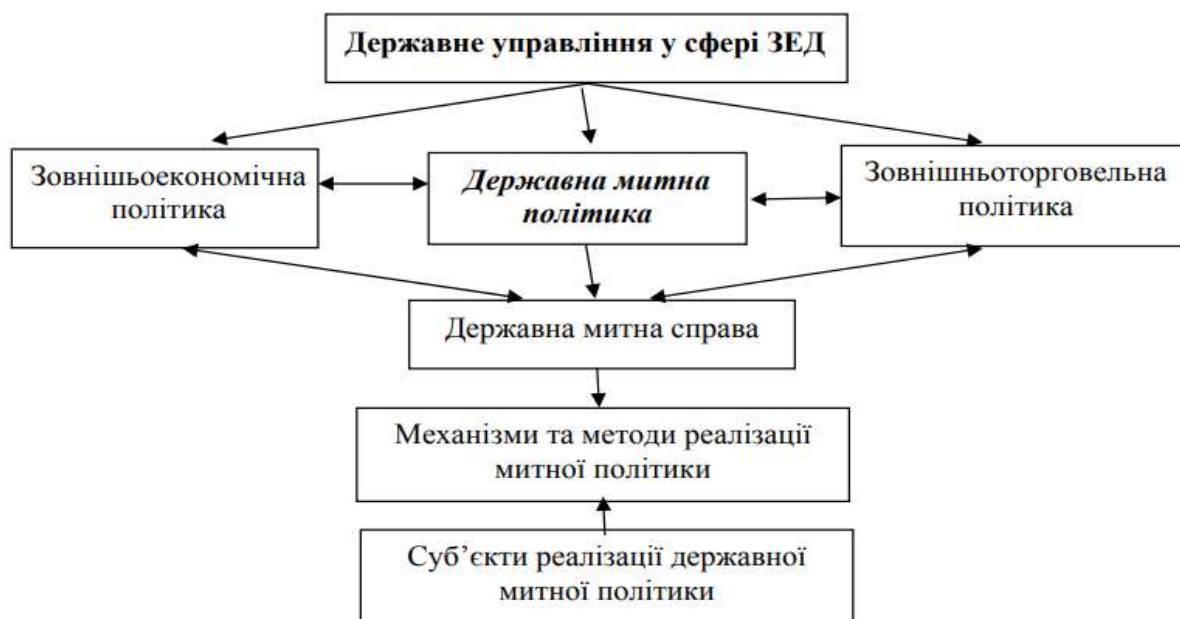 Державне управління у сфері ЗЕД
Зовнішьоекономічна
політика
Державна митна
політика
Зовнішньоторговельна
політика
Державна митна справа
Механізми та методи реалізації
митної політики
Суб’єкти реалізації державної
митної політики